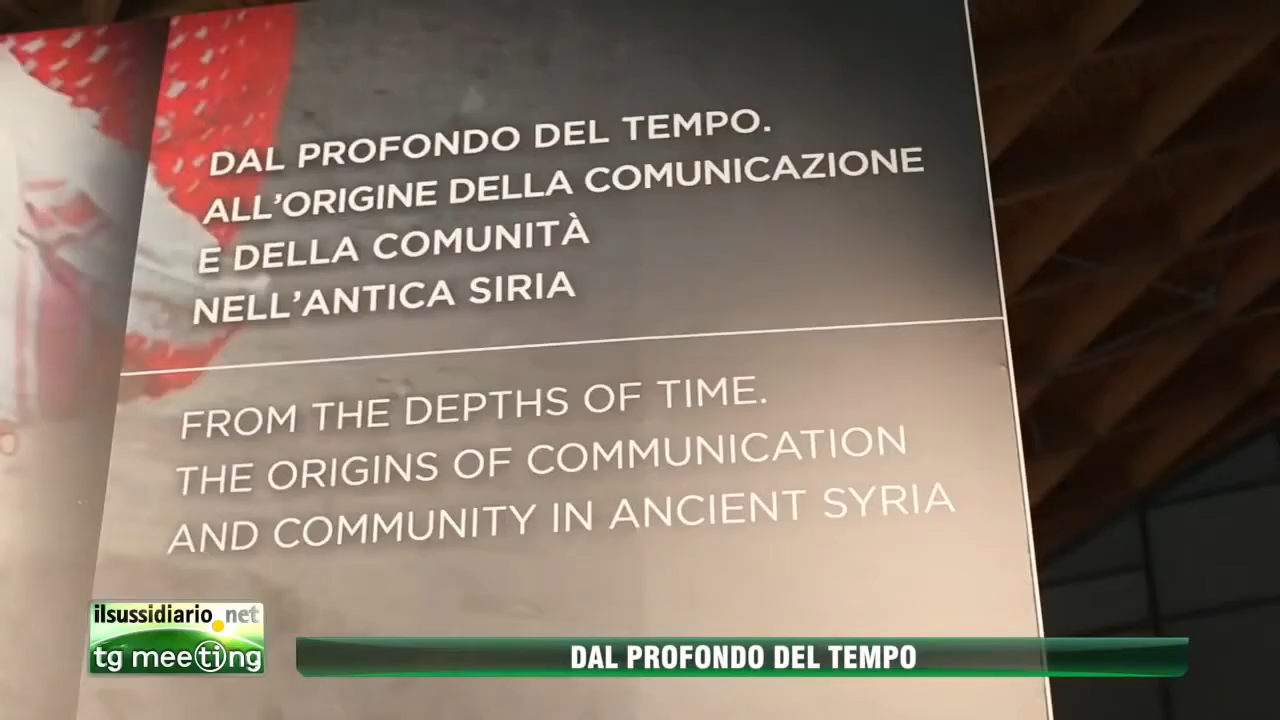 DAL PROFONDO DEL TEMPO.
ALL'ORIGINE DELLA COMUNICAZIONE
E DELLA COMUNITÀ
NELL'ANTICA SIRIA
FROM THE DEPTHS OF TIME.
THE ORIGINS OF COMMUNICATION
AND COMMUNITY IN ANCIENT SYRIA
ilsussidiario.net
tg meeting
DAL PROFONDO DEL TEMPO